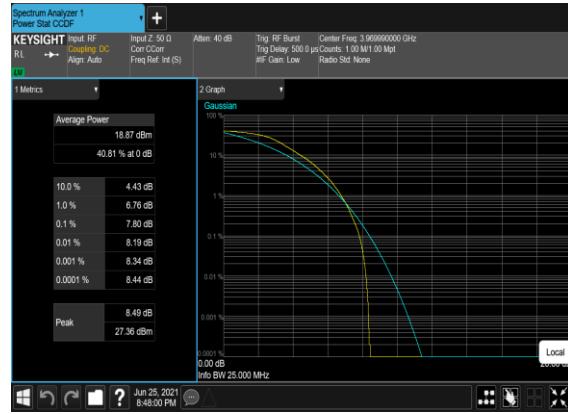 Spectrum Analyzer 1
Power Stat CCDF
KEYSIGHT
RL
LXI
Input: RF
Coupling: DC
Align: Auto
Input Z: 50 Ω
Corr CCorr
Freq Ref: Int (S)
Atten: 40 dB
Trig: RF Burst
Trig Delay: 500.0 µs
#IF Gain: Low
Center Freq: 3.969990000 GHz
Counts: 1.00 M/1.00 Mpt
Radio Std: None
1 Metrics
Average Power
18.87 dBm
40.81 % at 0 dB
10.0 % 4.43 dB
1.0 % 6.76 dB
0.1 % 7.80 dB
0.01 % 8.19 dB
0.001 % 8.34 dB
0.0001 % 8.44 dB
Peak
8.49 dB
27.36 dBm
2 Graph
Gaussian
100 %
10 %
1 %
0.1 %
0.01 %
0.001 %
0.0001 %
0.00 dB
Info BW 25.000 MHz
Local
Jun 25, 2021
8:48:00 PM